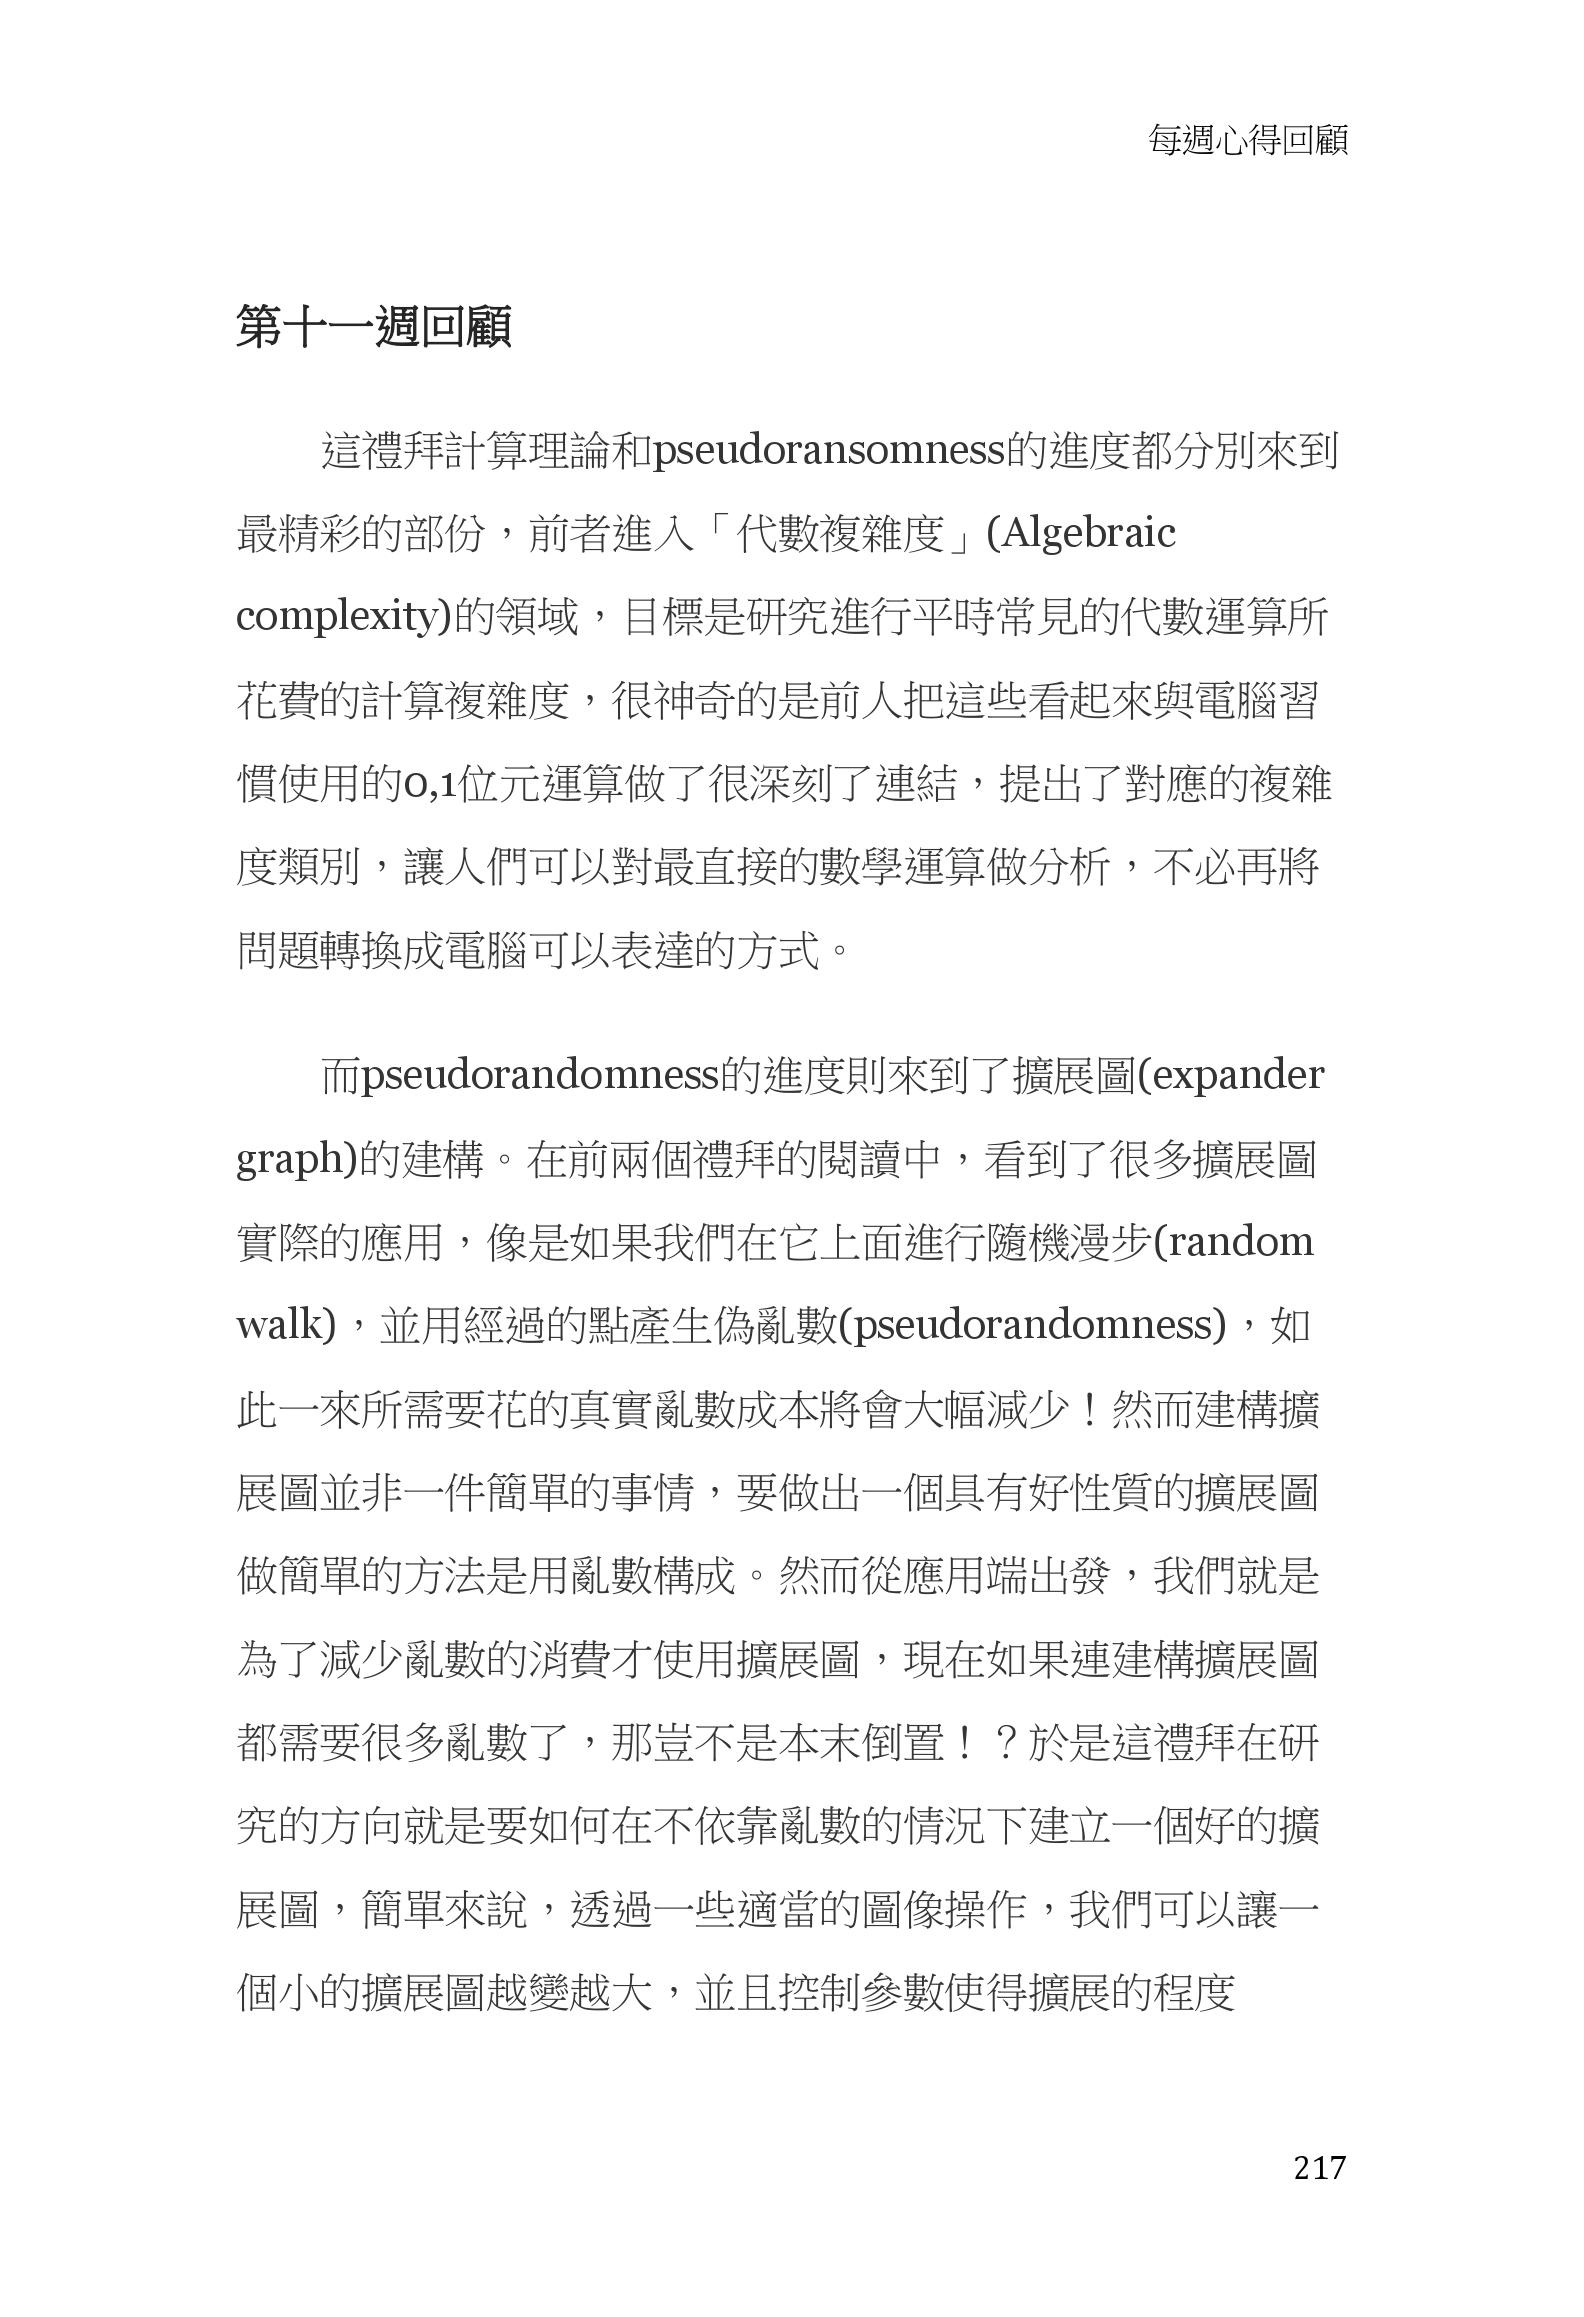 每週心得回顧
第十一週回顧
這禮拜計算理論和pseudoransomness的進度都分別來到
最精彩的部份，前者進入「代數複雜度」(Algebraic
complexity)的領域，目標是研究進行平時常見的代數運算所
花費的計算複雜度，很神奇的是前人把這些看起來與電腦習
慣使用的0,1位元運算做了很深刻了連結，提出了對應的複雜
度類別，讓人們可以對最直接的數學運算做分析，不必再將
問題轉換成電腦可以表達的方式。
而pseudorandomness的進度則來到了擴展圖(expander
graph)的建構。在前兩個禮拜的閱讀中，看到了很多擴展圖
實際的應用，像是如果我們在它上面進行隨機漫步(random
walk)，並用經過的點產生偽亂數(pseudorandomness)，如
此一來所需要花的真實亂數成本將會大幅減少！然而建構擴
展圖並非一件簡單的事情，要做出一個具有好性質的擴展圖
做簡單的方法是用亂數構成。然而從應用端出發，我們就是
為了減少亂數的消費才使用擴展圖，現在如果連建構擴展圖
都需要很多亂數了，那豈不是本末倒置！？於是這禮拜在研
究的方向就是要如何在不依靠亂數的情況下建立一個好的擴
展圖，簡單來說，透過一些適當的圖像操作，我們可以讓一
個小的擴展圖越變越大，並且控制參數使得擴展的程度
217